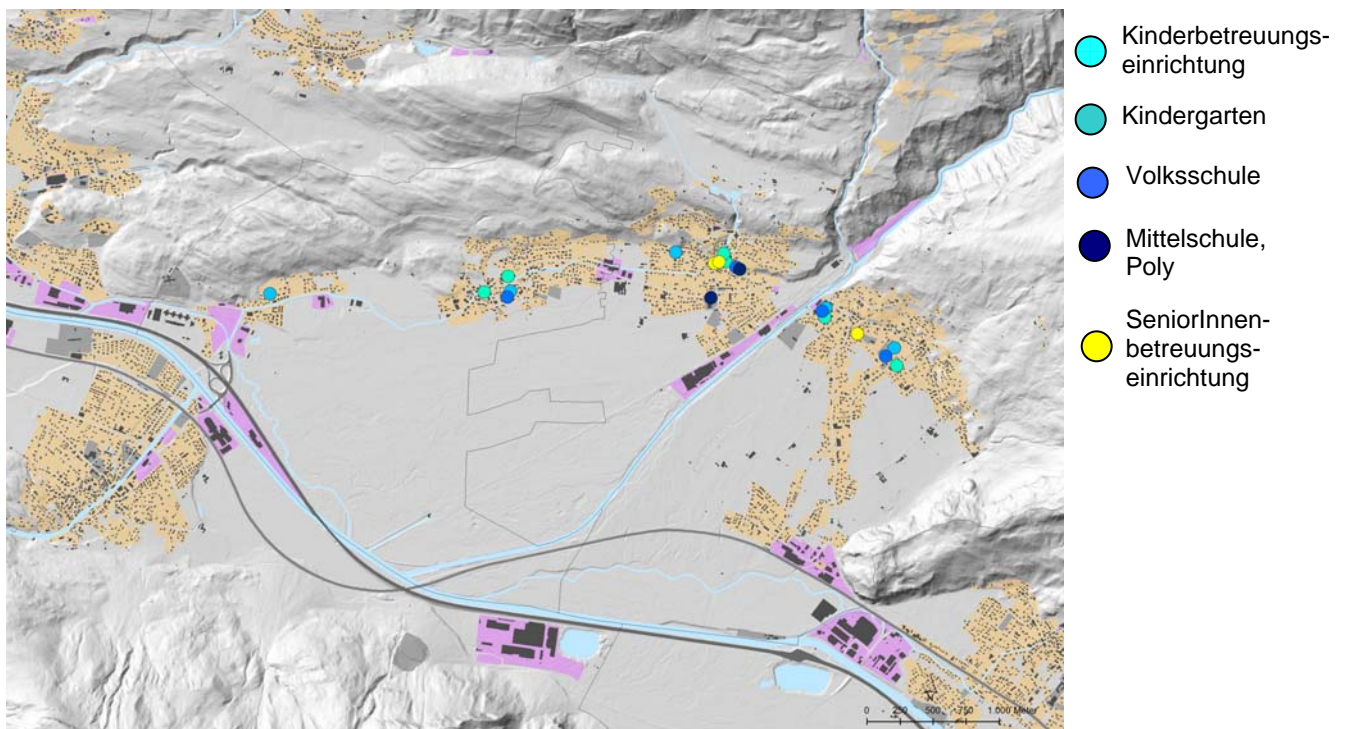 Kinderbetreuungs-
einrichtung
Kindergarten
Volksschule
Mittelschule,
Poly
SeniorInnen-
betreuungs-
einrichtung
0 250 500 750 1.000 Meter